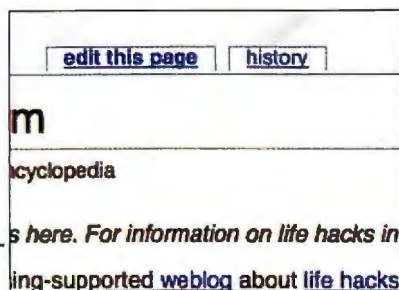 edit this page history
m
cyclopedia
s here. For information on life hacks in
ing-supported weblog about life hacks